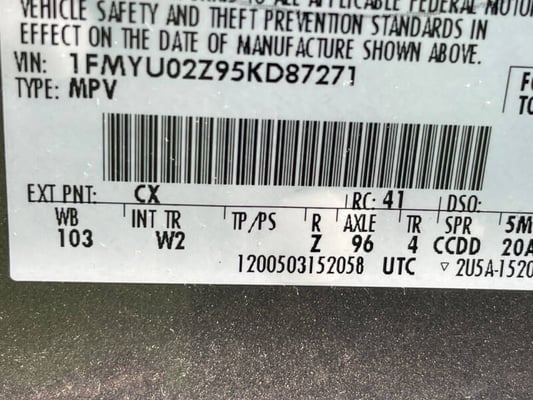 VEHICLE SAFETY AND THEFT PREVENTION STANDARDS IN
EFFECT ON THE DATE OF MANUFACTURE SHOWN ABOVE.
VIN: 1FMYU02Z95KD87271
TYPE: MPV
EXT PNT: CX RC: 41 DSO:
WB INT TR TP/PS R AXLE TR SPR
103 W2 Z 96 4 CCDD
1200503152058 UTC ▽ 2U5A-1520